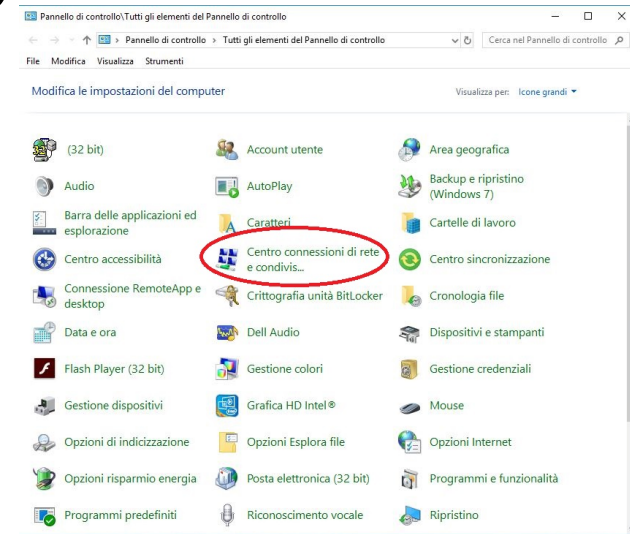 Pannello di controllo\Tutti gli elementi del Pannello di controllo
Pannello di controllo > Tutti gli elementi del Pannello di controllo
Cerca nel Pannello di controllo
File Modifica Visualizza Strumenti
Modifica le impostazioni del computer
Visualizza per: Icone grandi
(32 bit)
Account utente
Area geografica
Audio
AutoPlay
Backup e ripristino
(Windows 7)
Barra delle applicazioni ed
esplorazione
Caratteri
Cartelle di lavoro
Centro accessibilità
Centro connessioni di rete
e condivis...
Centro sincronizzazione
Connessione RemoteApp e
desktop
Crittografia unità BitLocker
Cronologia file
Data e ora
Dell Audio
Dispositivi e stampanti
Flash Player (32 bit)
Gestione colori
Gestione credenziali
Gestione dispositivi
Grafica HD Intel®
Mouse
Opzioni di indicizzazione
Opzioni Esplora file
Opzioni Internet
Opzioni risparmio energia
Posta elettronica (32 bit)
Programmi e funzionalità
Programmi predefiniti
Riconoscimento vocale
Ripristino